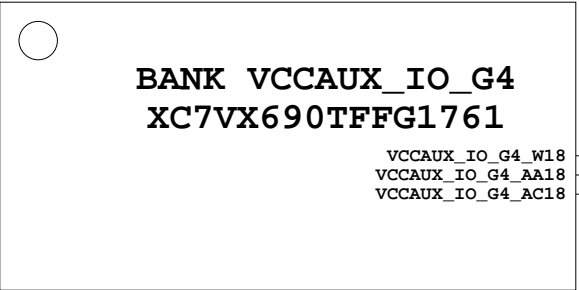 BANK VCCAUX_IO_G4
XC7VX690TFFG1761
VCCAUX_IO_G4_W18
VCCAUX_IO_G4_AA18
VCCAUX_IO_G4_AC18